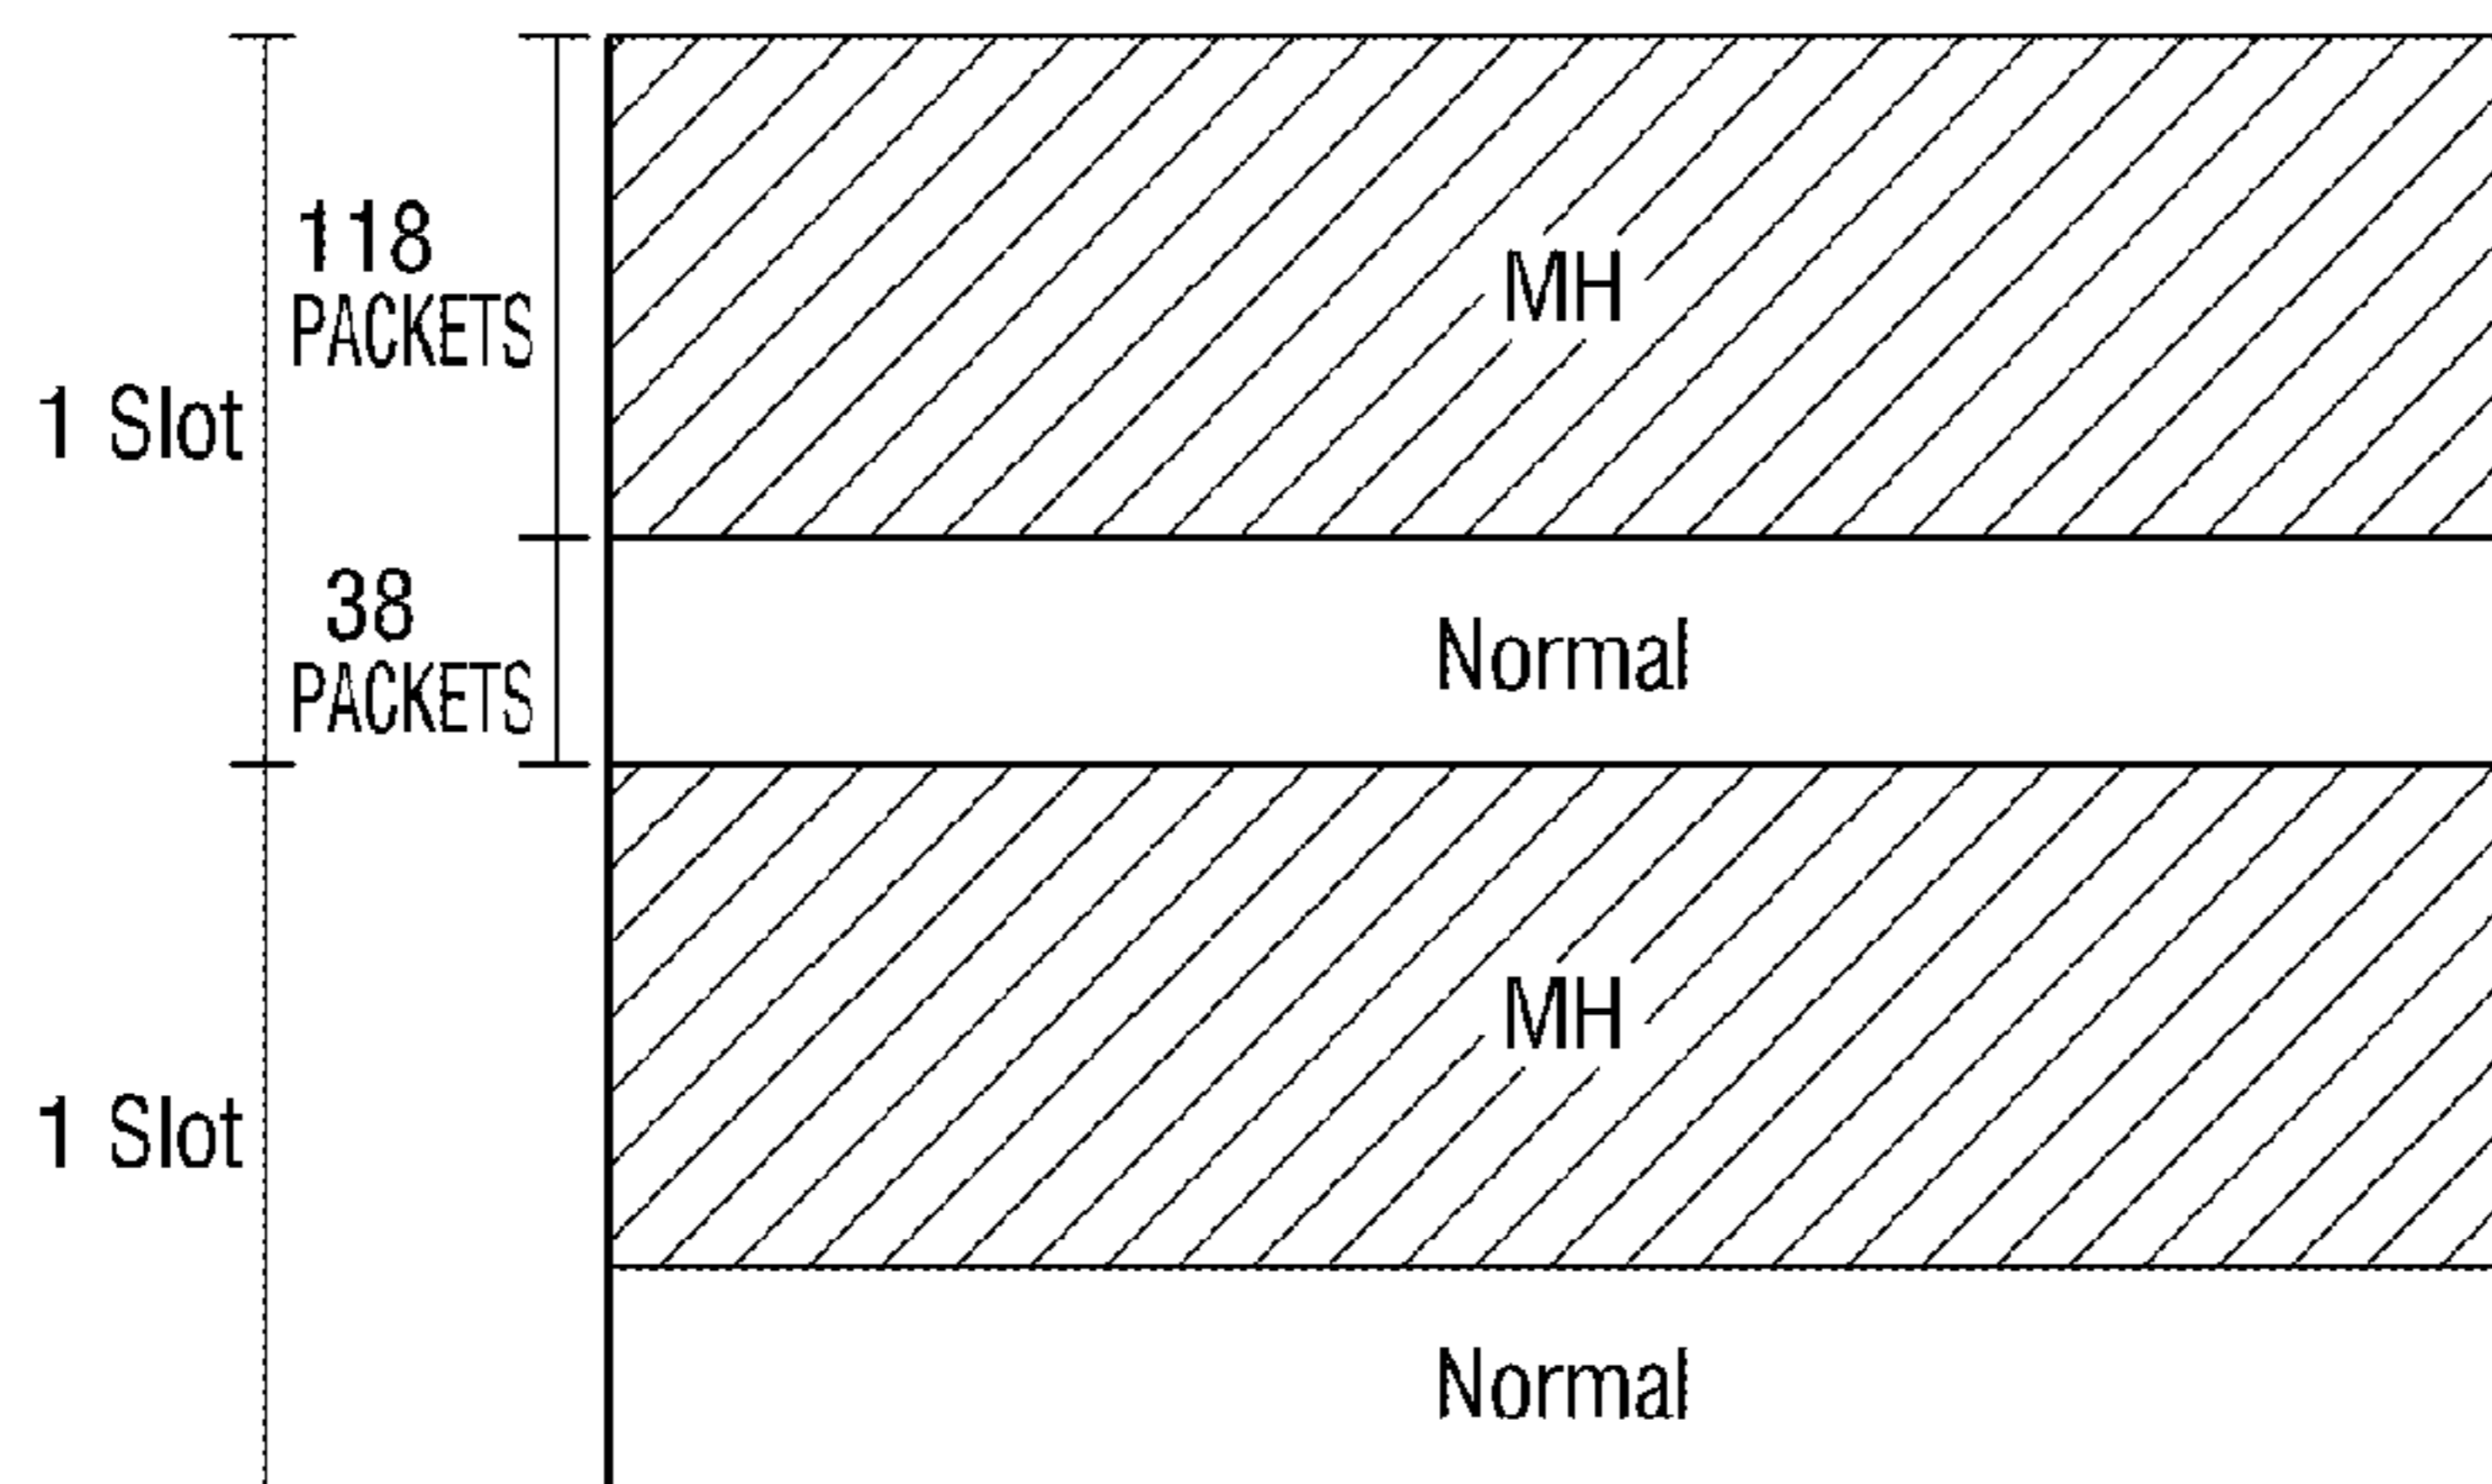 118
PACKETS
MH
1 Slot
38
PACKETS
Normal
MH
1 Slot
Normal